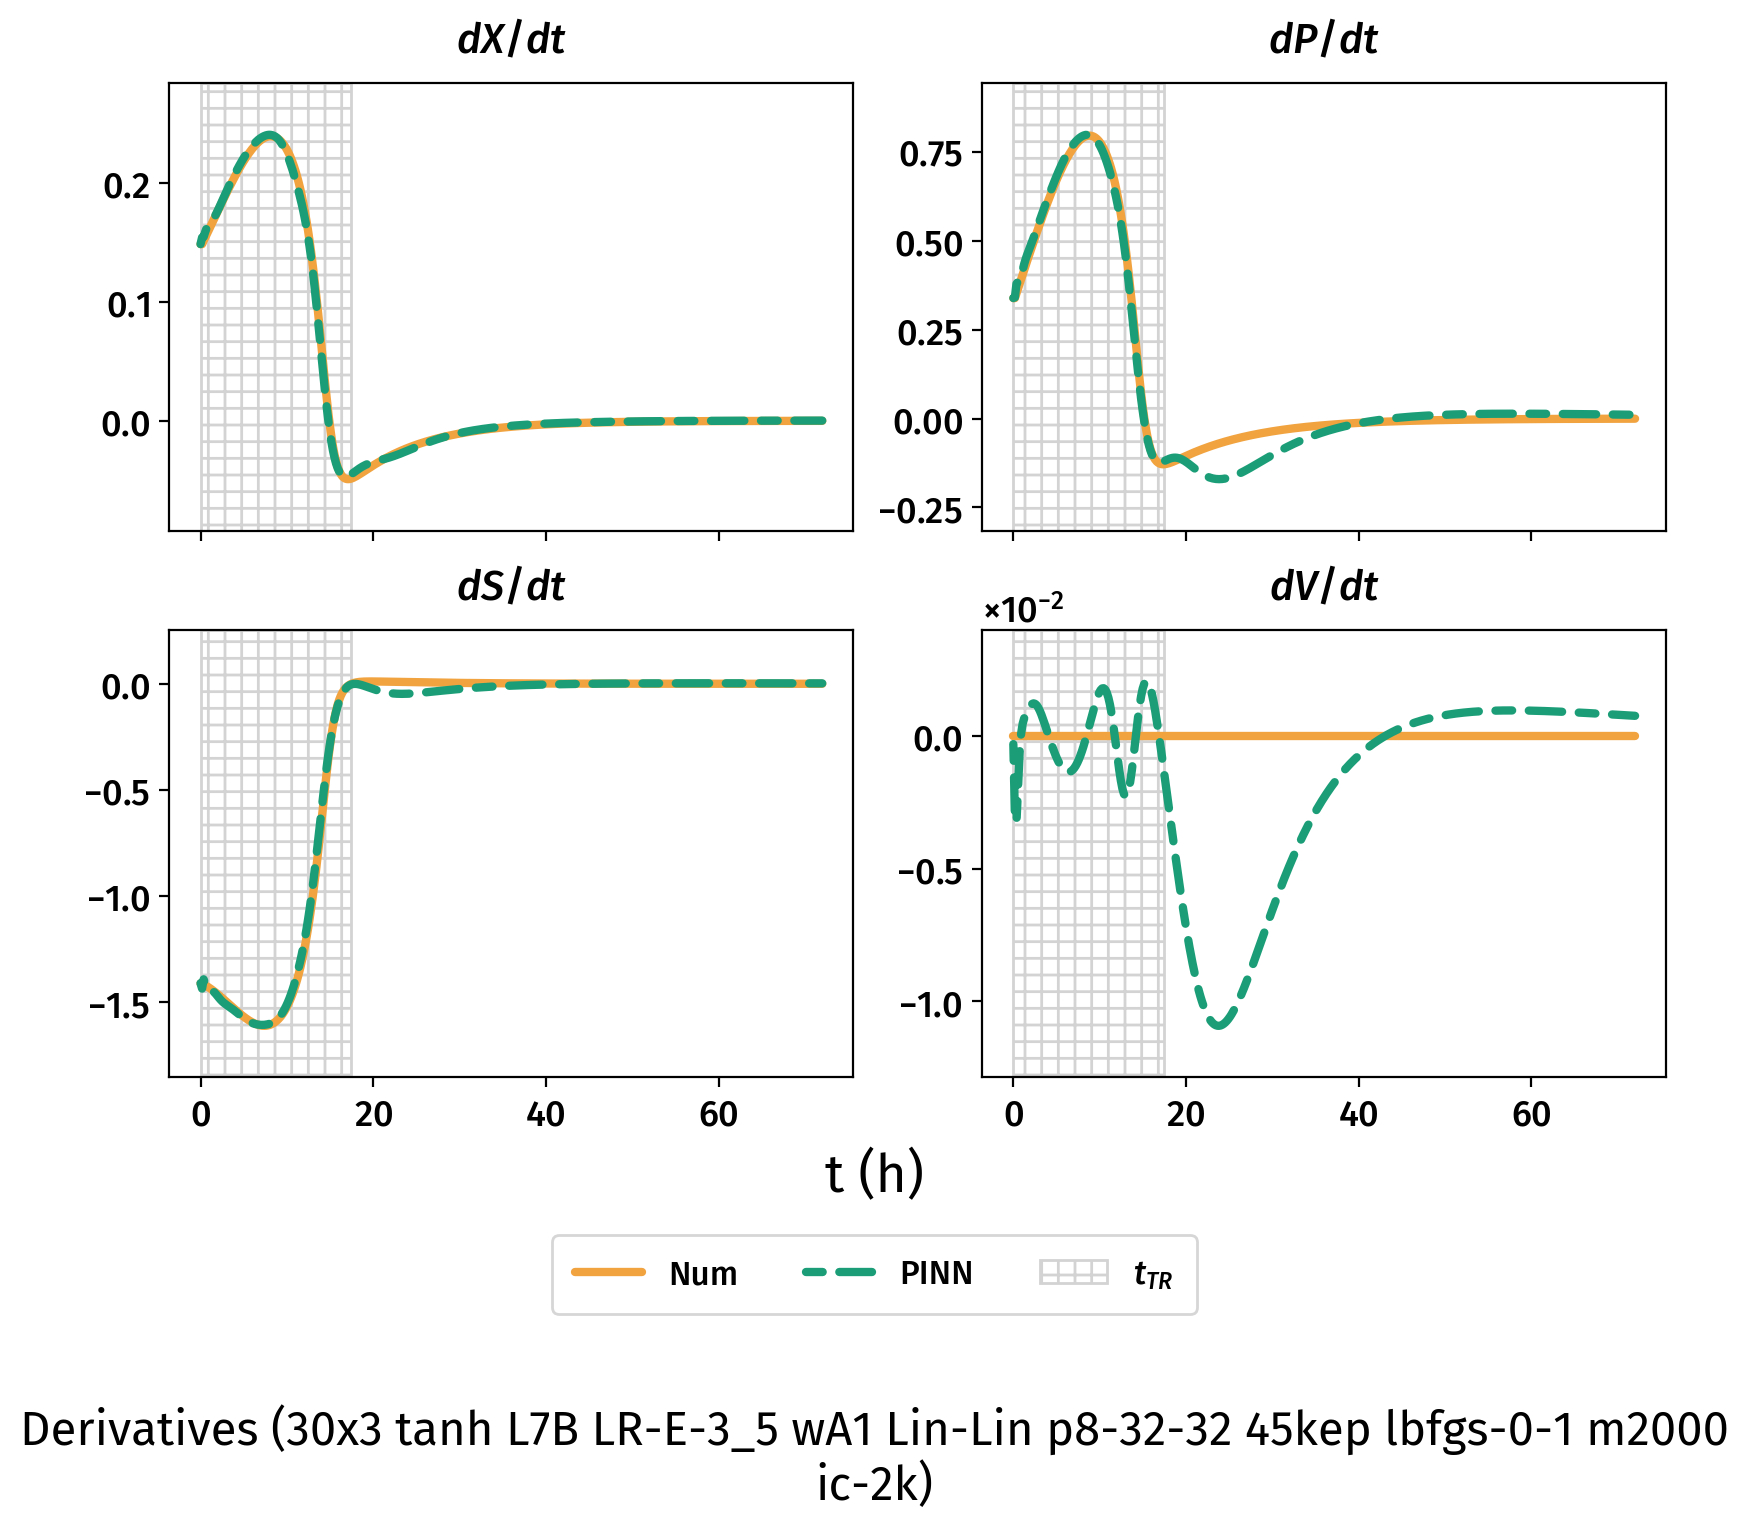 dX/dt
dP/dt
0.2
0.1
0.0
0.75
0.50
0.25
0.00
−0.25
dS/dt
dV/dt
×10⁻²
0.0
−0.5
−1.0
−1.5
0.0
−0.5
−1.0
0 20 40 60
0 20 40 60
t (h)
Num PINN t_TR
Derivatives (30x3 tanh L7B LR-E-3_5 wA1 Lin-Lin p8-32-32 45kep lbfgs-0-1 m2000
ic-2k)